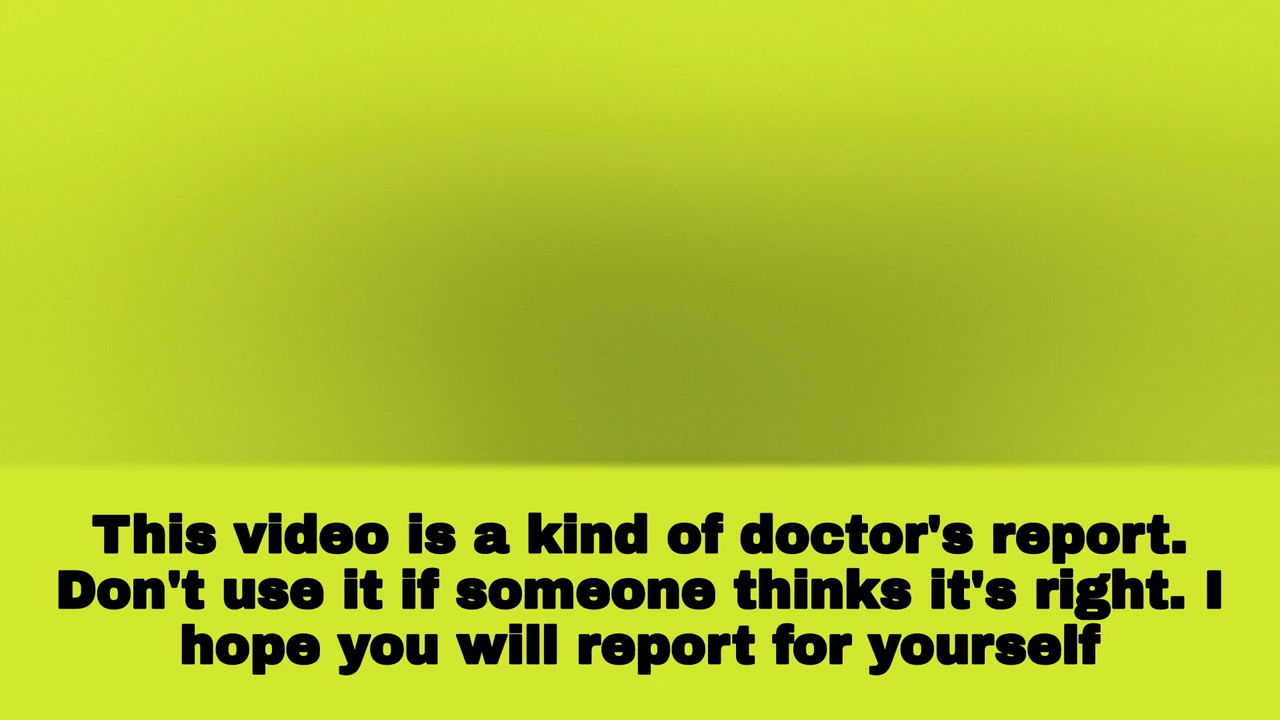 This video is a kind of doctor's report.
Don't use it if someone thinks it's right. I
hope you will report for yourself